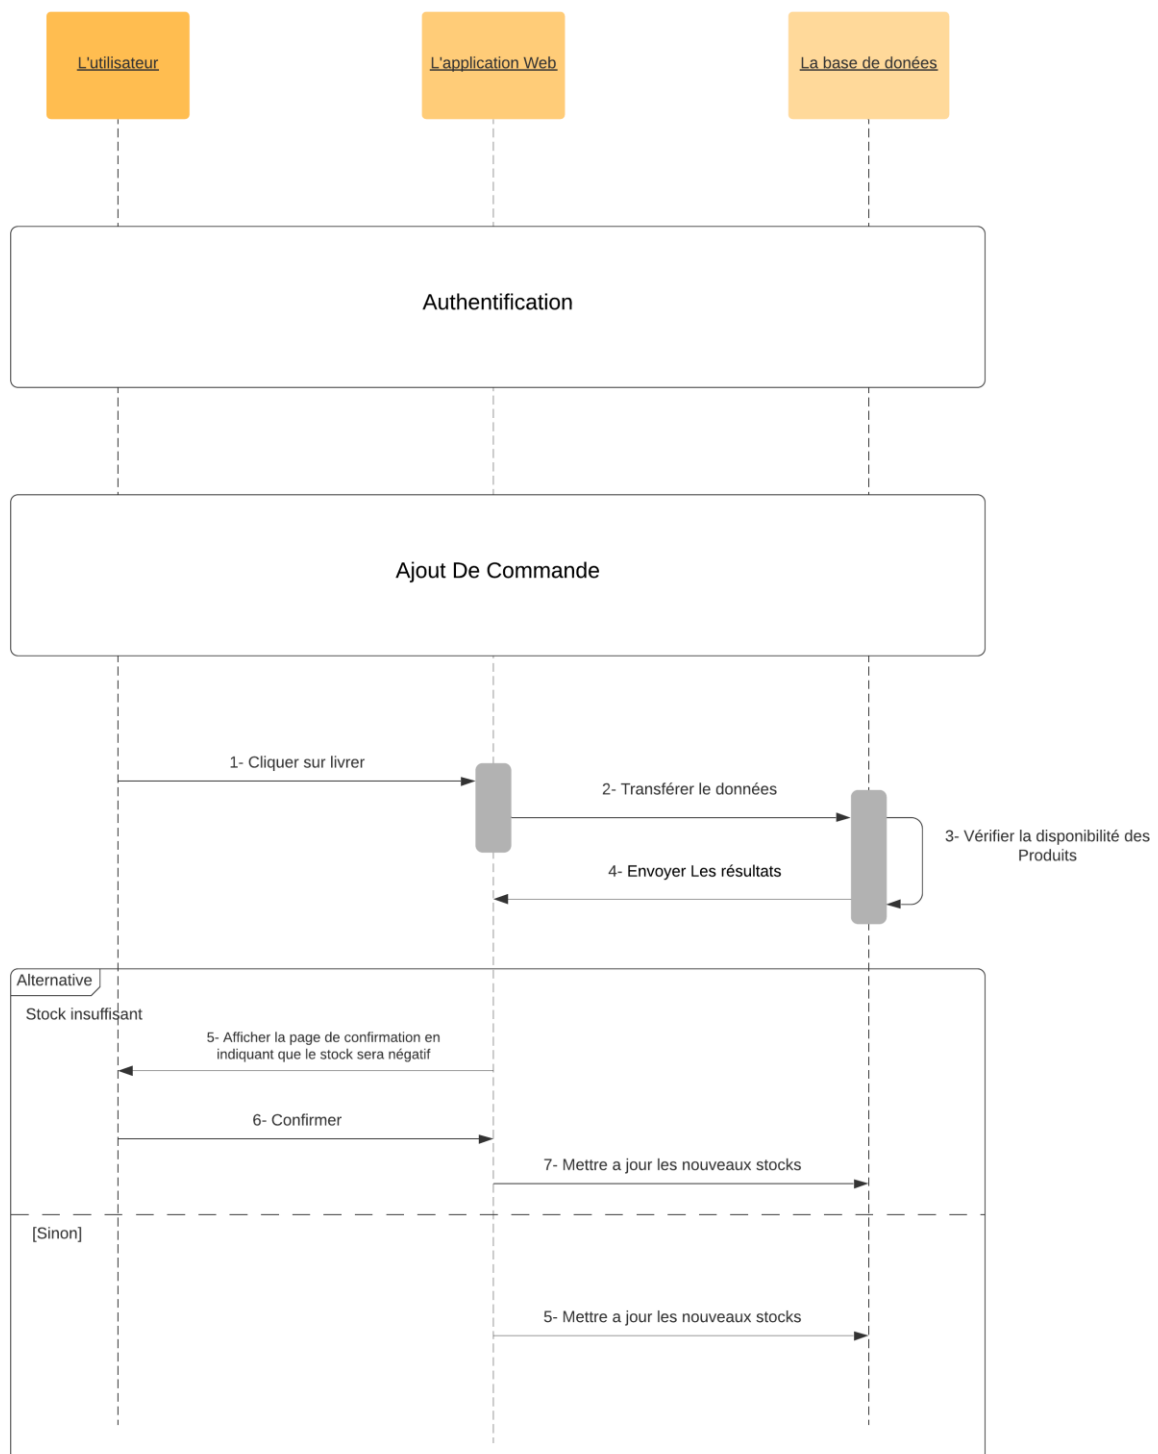 L'utilisateur
L'application Web
La base de donées
Authentification
Ajout De Commande
1- Cliquer sur livrer
2- Transférer le données
3- Vérifier la disponibilité des
Produits
4- Envoyer Les résultats
Alternative
Stock insuffisant
5- Afficher la page de confirmation en
indiquant que le stock sera négatif
6- Confirmer
7- Mettre a jour les nouveaux stocks
[Sinon]
5- Mettre a jour les nouveaux stocks